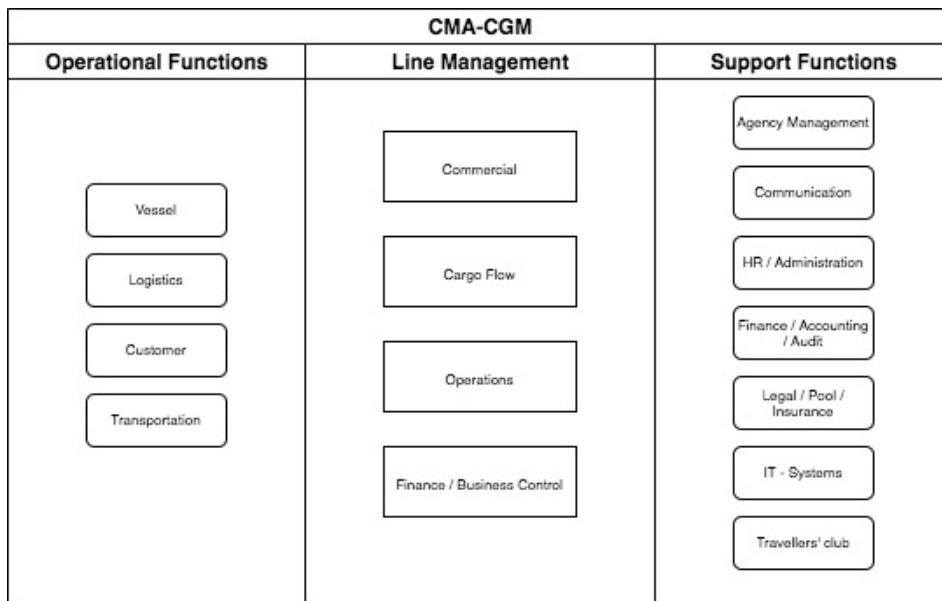 CMA-CGM
Operational Functions
Line Management
Support Functions
Vessel
Logistics
Customer
Transportation
Commercial
Cargo Flow
Operations
Finance / Business Control
Agency Management
Communication
HR / Administration
Finance / Accounting
/ Audit
Legal / Pool /
Insurance
IT - Systems
Travellers' club